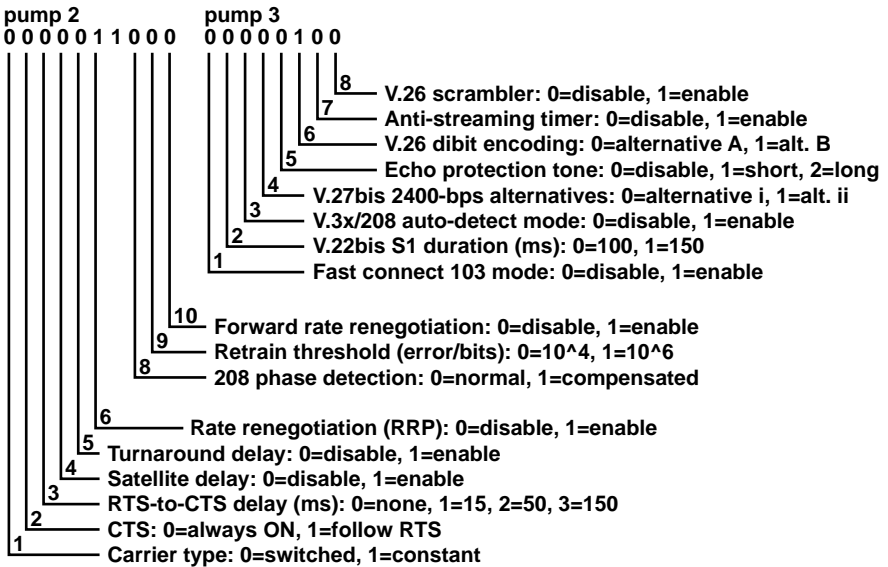 pump 2 pump 3
0 0 0 0 0 1 1 0 0 0 0 0 0 0 0 1 0 0
8 V.26 scrambler: 0=disable, 1=enable
7 Anti-streaming timer: 0=disable, 1=enable
6 V.26 dibit encoding: 0=alternative A, 1=alt. B
5 Echo protection tone: 0=disable, 1=short, 2=long
4 V.27bis 2400-bps alternatives: 0=alternative i, 1=alt. ii
3 V.3x/208 auto-detect mode: 0=disable, 1=enable
2 V.22bis S1 duration (ms): 0=100, 1=150
1 Fast connect 103 mode: 0=disable, 1=enable
10 Forward rate renegotiation: 0=disable, 1=enable
9 Retrain threshold (error/bits): 0=10^4, 1=10^6
8 208 phase detection: 0=normal, 1=compensated
6 Rate renegotiation (RRP): 0=disable, 1=enable
5 Turnaround delay: 0=disable, 1=enable
4 Satellite delay: 0=disable, 1=enable
3 RTS-to-CTS delay (ms): 0=none, 1=15, 2=50, 3=150
2 CTS: 0=always ON, 1=follow RTS
1 Carrier type: 0=switched, 1=constant